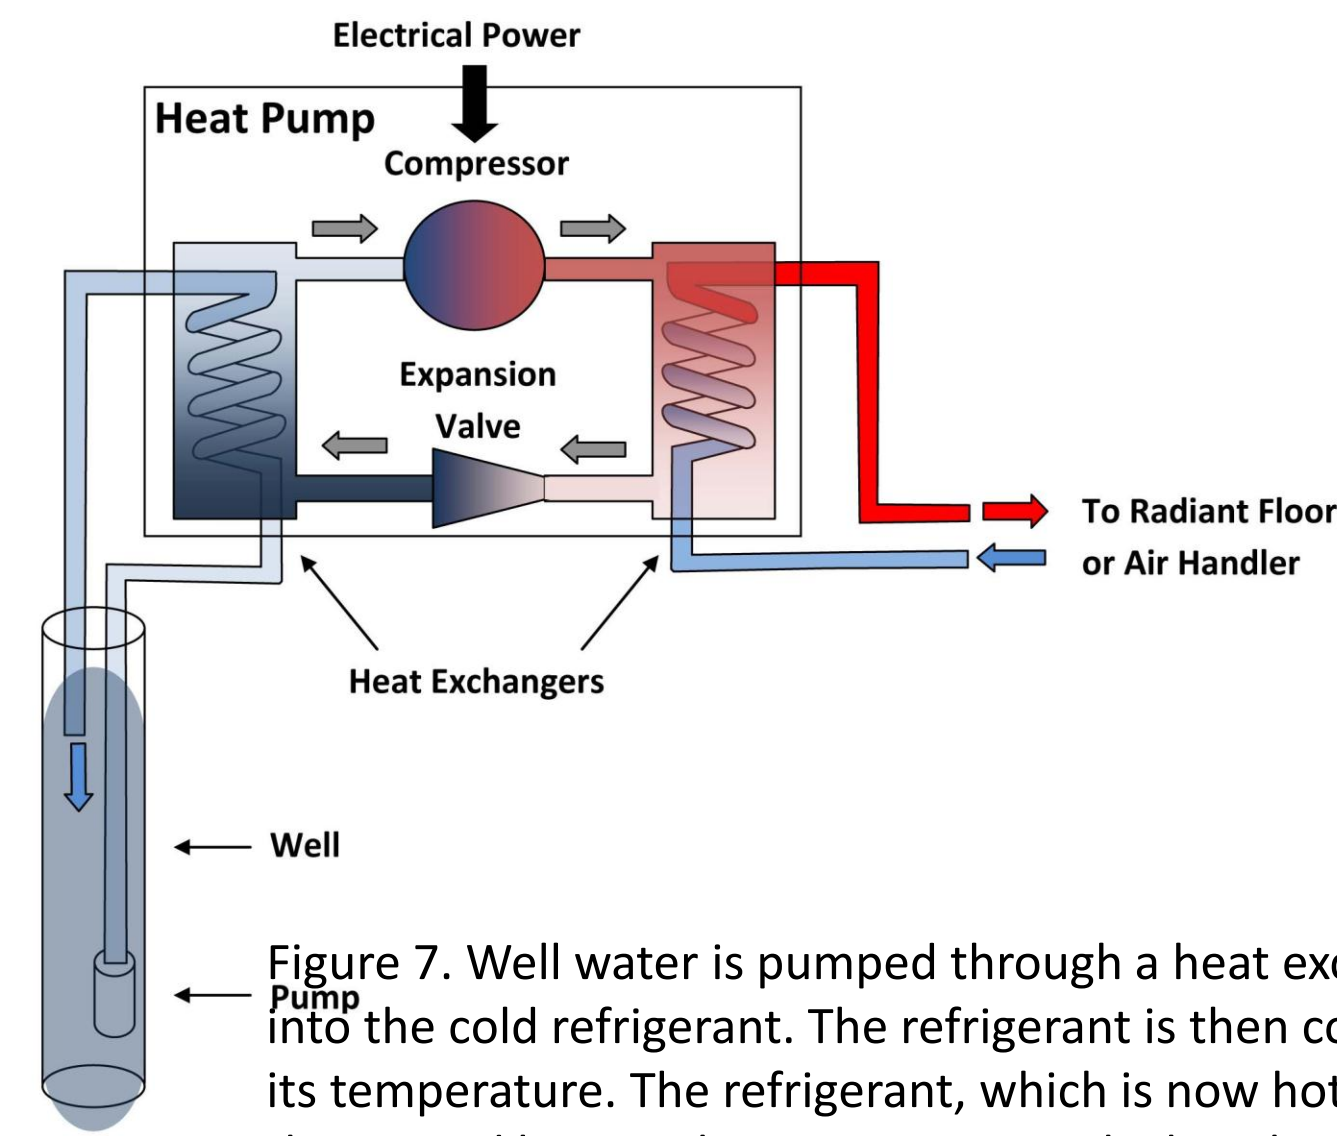 Electrical Power
Heat Pump
Compressor
Expansion
Valve
To Radiant Floor
or Air Handler
Heat Exchangers
Well
Pump
Figure 7. Well water is pumped through a heat
into the cold refrigerant. The refrigerant is then
its temperature. The refrigerant, which is now hot